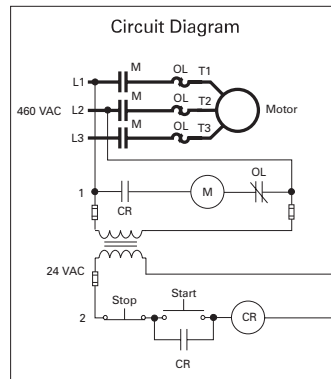 Circuit Diagram
M OL T1
L1
M OL T2
460 VAC L2 Motor
M OL T3
L3
OL
1 M
CR
24 VAC
Stop Start
2 CR
CR